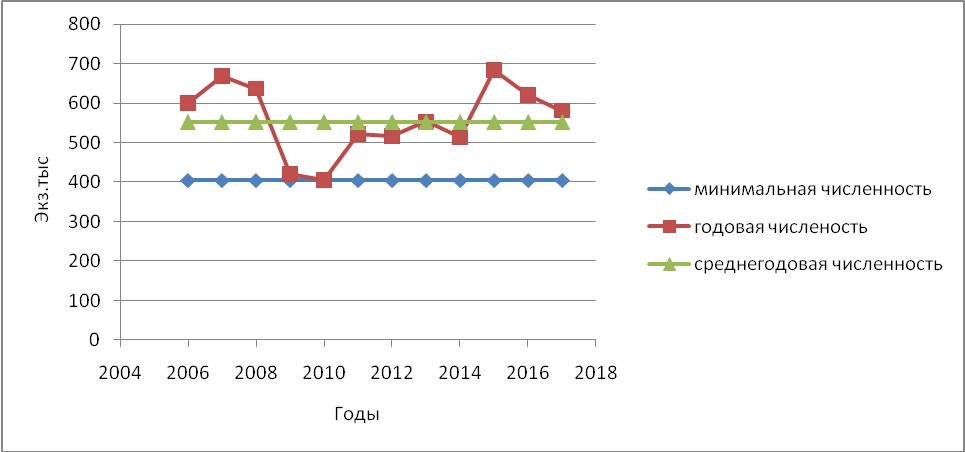 800
700
600
500
400
300
200
100
0
Экз.тыс
2004 2006 2008 2010 2012 2014 2016 2018
Годы
минимальная численность
годовая численость
среднегодовая численность